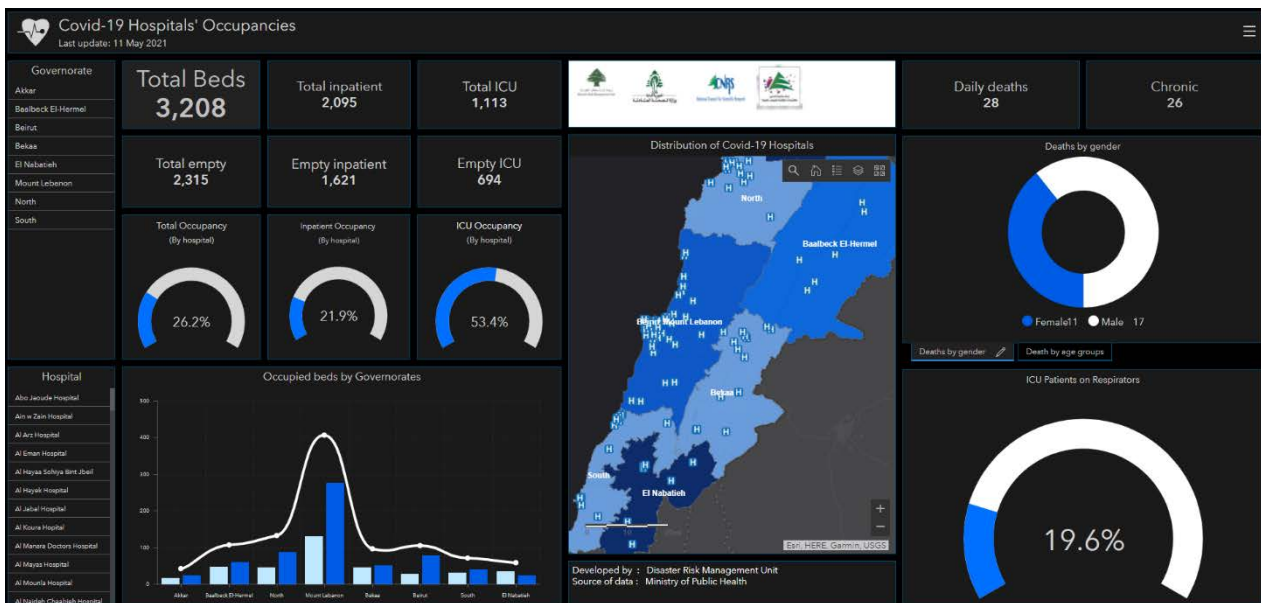 Covid-19 Hospitals' Occupancies
Last update: 11 May 2021
Governorate
Akkar
Baalbeck El-Hermel
Beirut
Bekaa
El Nabatieh
Mount Lebenon
North
South
Total Beds
3,208
Total inpatient
2,095
Total ICU
1,113
Total empty
2,315
Empty inpatient
1,621
Empty ICU
694
Total Occupancy
(By hospital)
26.2%
Inpatient Occupancy
(By hospital)
21.9%
ICU Occupancy
(By hospital)
53.4%
CNRS
Daily deaths
28
Chronic
26
Distribution of Covid-19 Hospitals
North
Baalbeck El-Hermel
Mount Lebanon
Bekaa
South
El Nabatieh
Esri, HERE, Garmin, USGS
Developed by : Disaster Risk Management Unit
Source of data : Ministry of Public Health
Deaths by gender
Female11 Male 17
Deaths by gender
Death by age groups
ICU Patients on Respirators
19.6%
Hospital
Abo Jaoude Hospital
Ain w Zain Hospital
Al Arz Hospital
Al Eman Hospital
Al Hayaa Sohiya Bint Jbail
Al Hayek Hospital
Al Jabal Hospital
Al Koura Hopital
Al Manara Doctors Hospital
Al Mayas Hospital
Al Mounla Hospital
Al Najdeh Chaabieh Hospital
Occupied beds by Governorates
500
400
300
200
100
0
Akkar Baalbeck El-Hermel North Mount Lebanon Bekaa Beirut South El Nabatieh